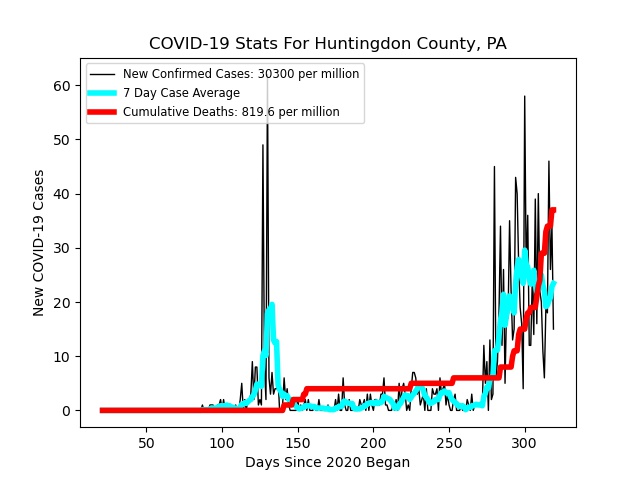 COVID-19 Stats For Huntingdon County, PA
New Confirmed Cases: 30300 per million
7 Day Case Average
Cumulative Deaths: 819.6 per million
New COVID-19 Cases
60
50
40
30
20
10
0
50 100 150 200 250 300
Days Since 2020 Began